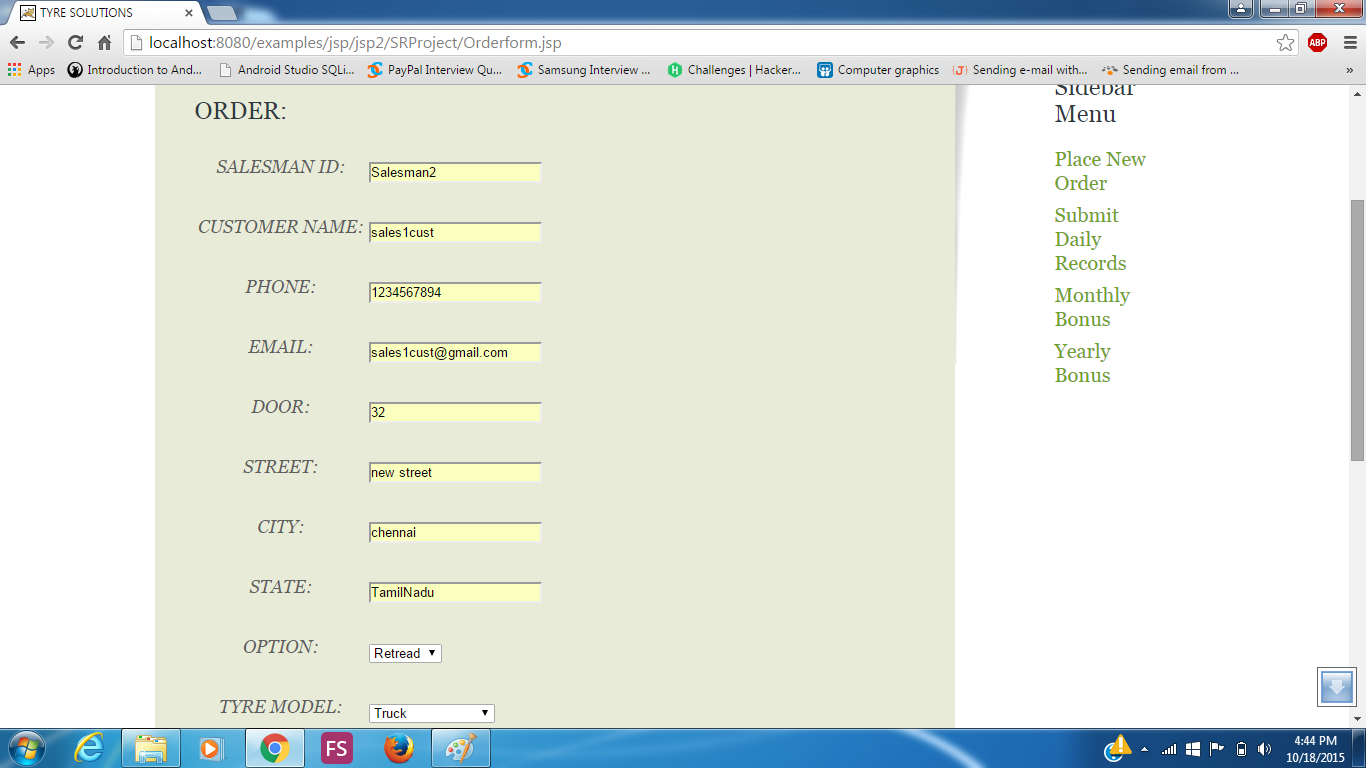 TYRE SOLUTIONS
localhost:8080/examples/jsp/jsp2/SRProject/Orderform.jsp
ABP
Apps
Introduction to And...
Android Studio SQLi...
PayPal Interview Qu...
Samsung Interview ...
Challenges | Hacker...
Computer graphics
Sending e-mail with...
Sending email from ...
»
ORDER:
SALESMAN ID: Salesman2
CUSTOMER NAME: sales1cust
PHONE: 1234567894
EMAIL: sales1cust@gmail.com
DOOR: 32
STREET: new street
CITY: chennai
STATE: TamilNadu
OPTION: Retread
TYRE MODEL: Truck
Sidebar
Menu
Place New
Order
Submit
Daily
Records
Monthly
Bonus
Yearly
Bonus
FS
4:44 PM
10/18/2015